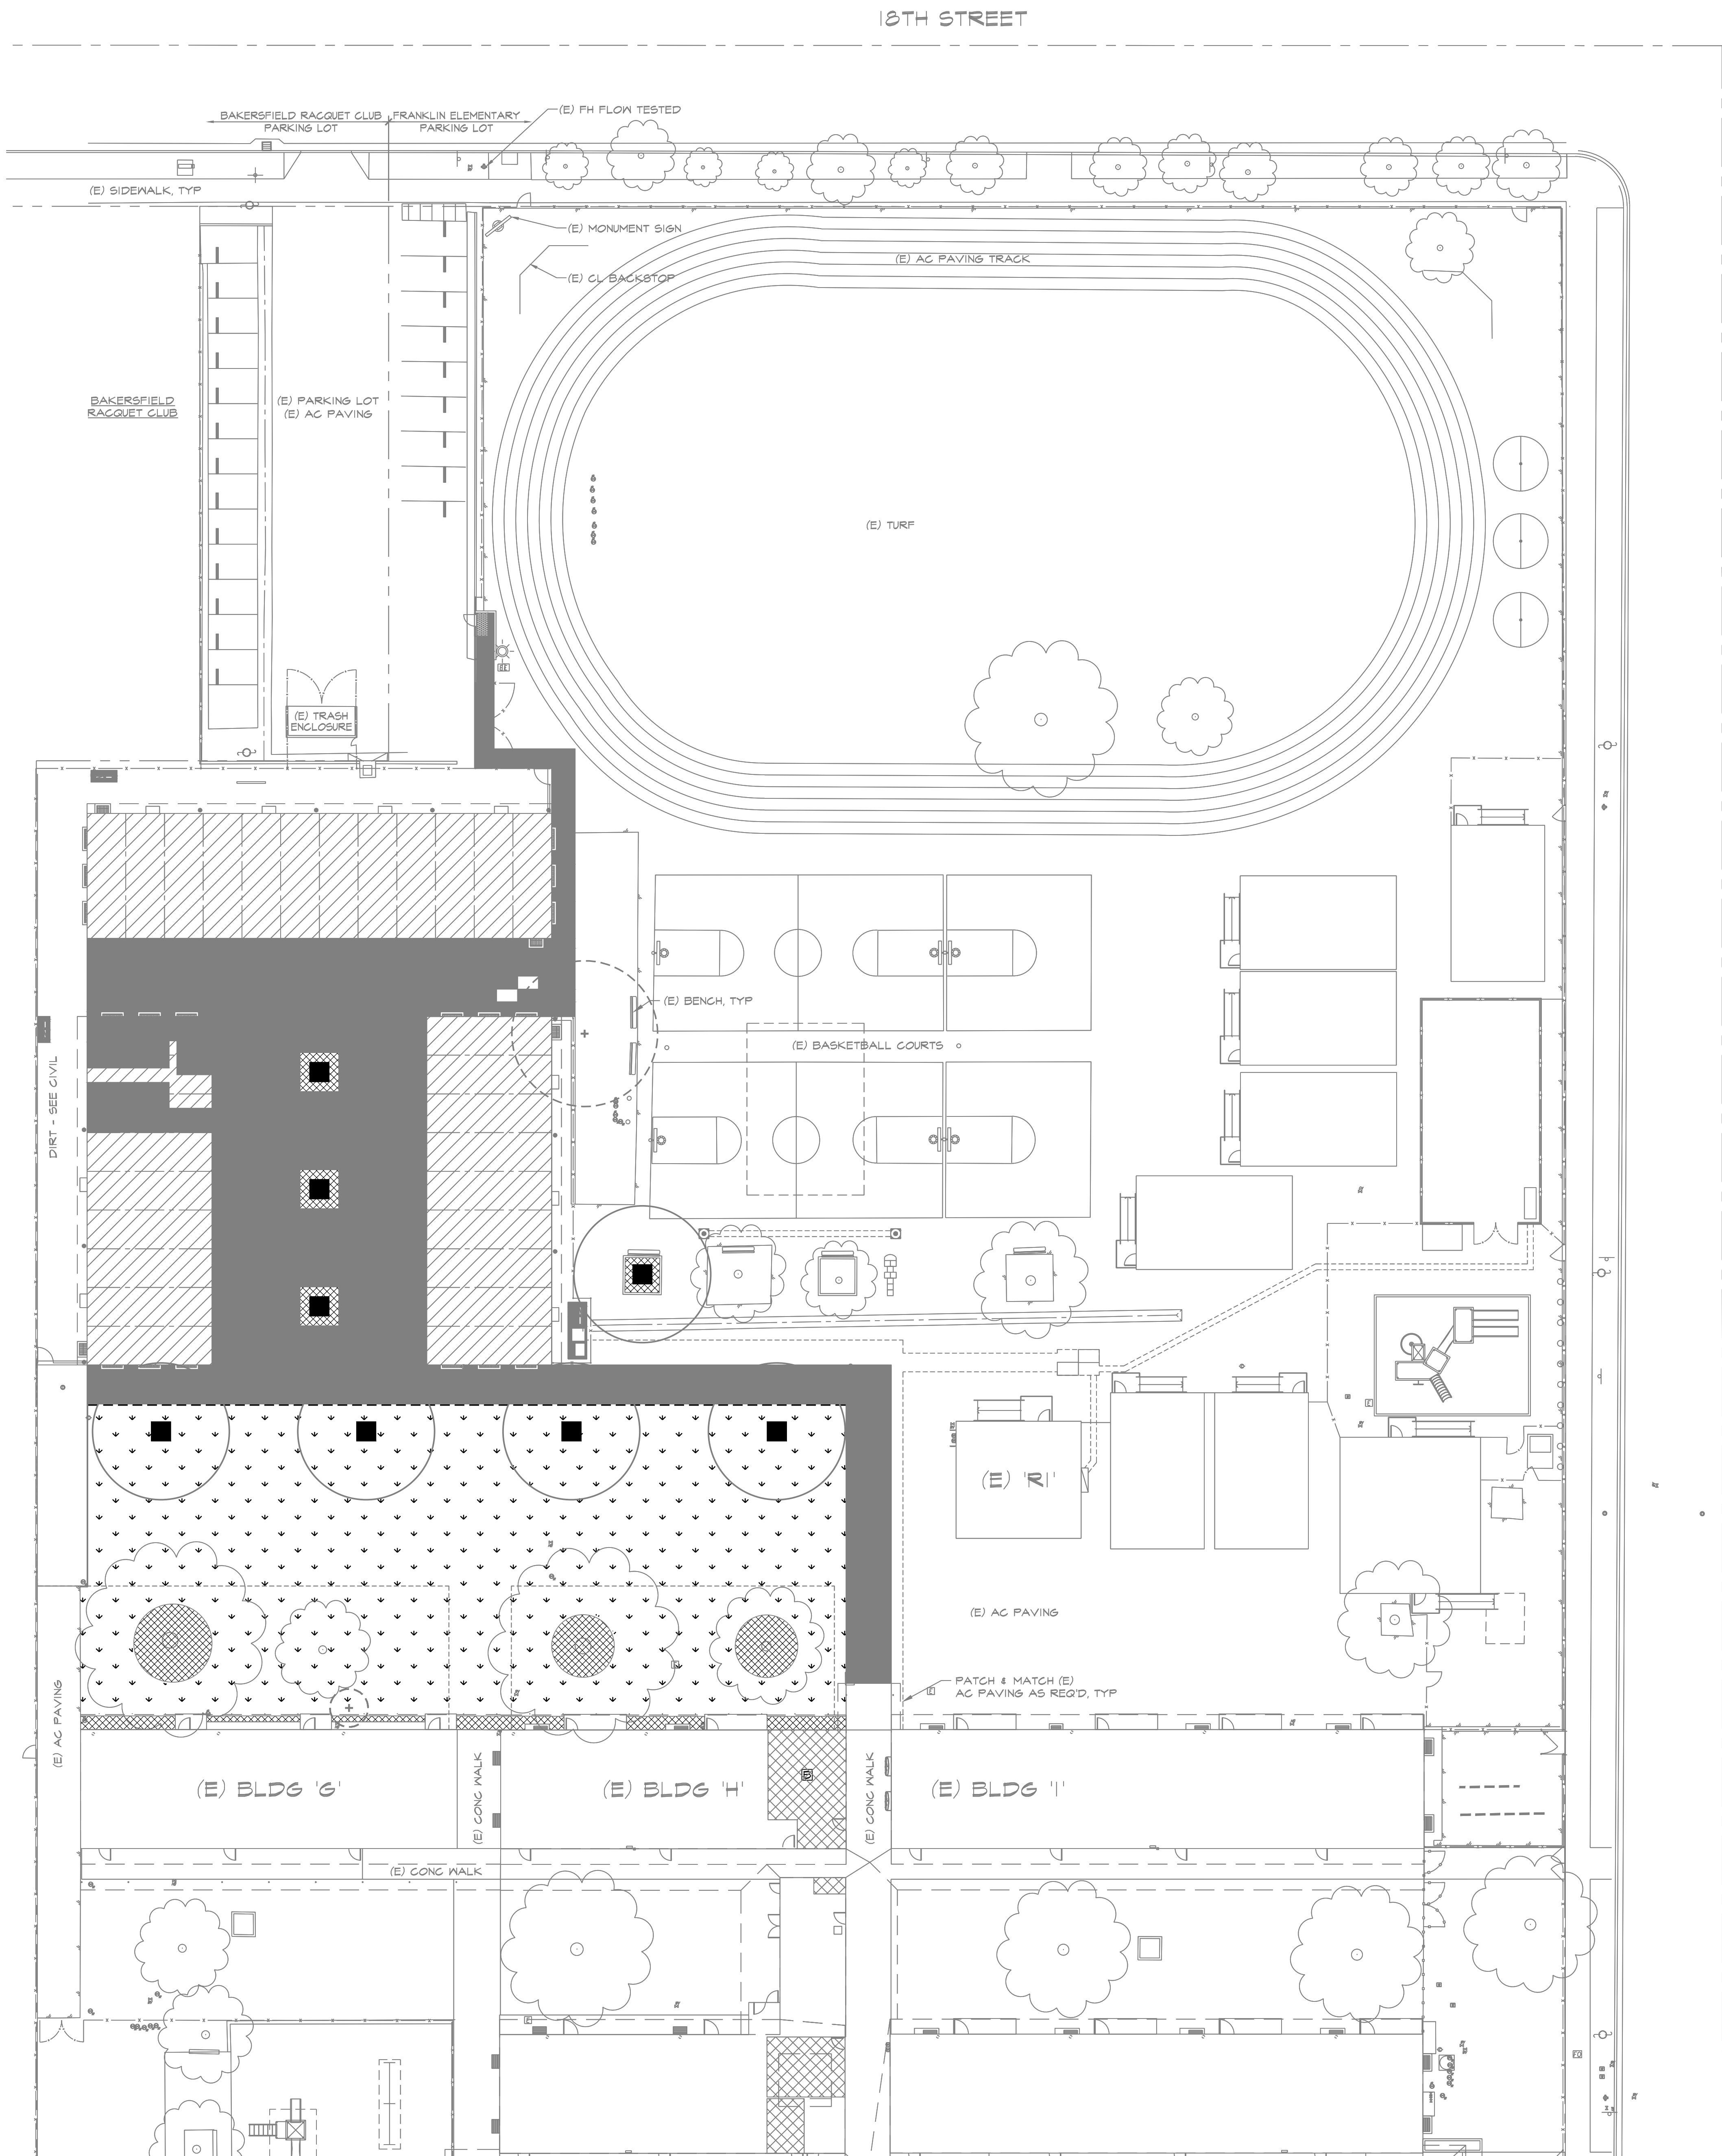 18TH STREET
BAKERSFIELD RACQUET CLUB
PARKING LOT
FRANKLIN ELEMENTARY
PARKING LOT
(E) FH FLOW TESTED
(E) SIDEWALK, TYP
(E) MONUMENT SIGN
(E) CL BACKSTOP
(E) AC PAVING TRACK
BAKERSFIELD
RACQUET CLUB
(E) PARKING LOT
(E) AC PAVING
(E) TURF
(E) TRASH
ENCLOSURE
(E) BENCH, TYP
(E) BASKETBALL COURTS
DIRT - SEE CIVIL
(E) 'R1'
(E) AC PAVING
PATCH & MATCH (E)
AC PAVING AS REQ'D, TYP
(E) AC PAVING
(E) BLDG 'G'
(E) CONC WALK
(E) BLDG 'H'
(E) CONC WALK
(E) BLDG 'I'
(E) CONC WALK